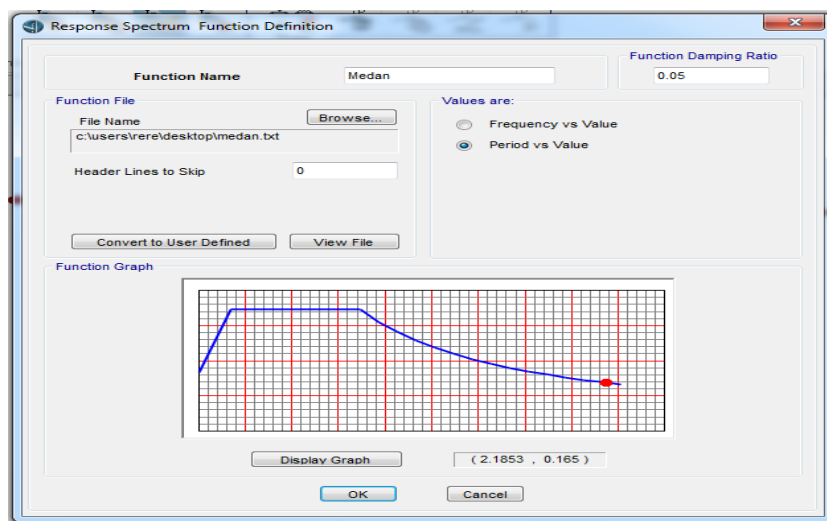 Response Spectrum Function Definition
Function Damping Ratio
Function Name
Medan
0.05
Function File
Values are:
File Name
Browse...
c:\users\rere\desktop\medan.txt
Header Lines to Skip
0
Frequency vs Value
Period vs Value
Convert to User Defined
View File
Function Graph
Display Graph
( 2.1853 , 0.165 )
OK
Cancel